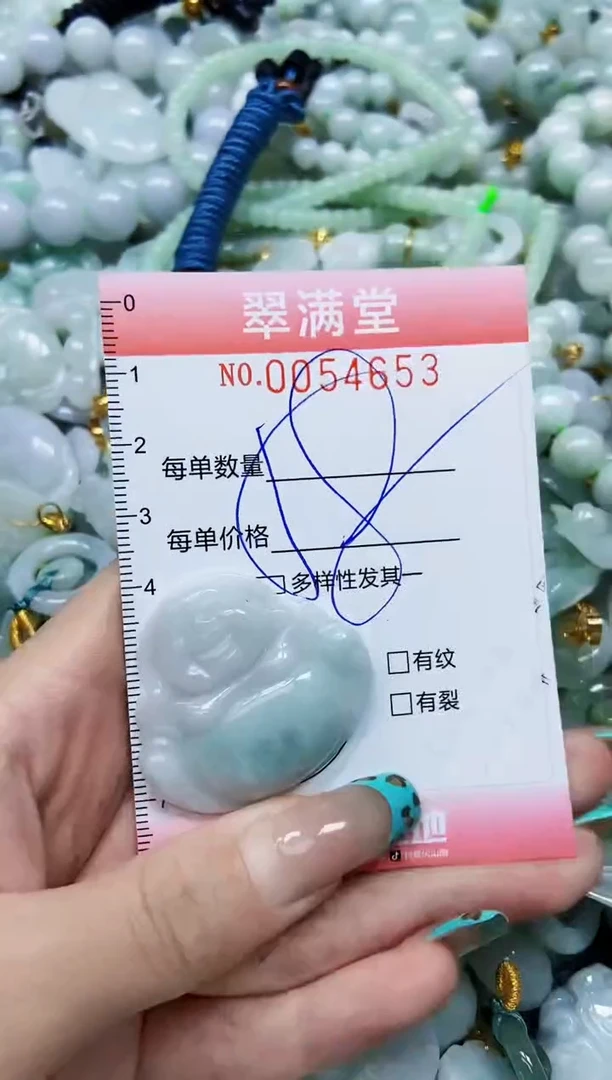 0
翠满堂
1
NO.0054653
2
每单数量
3
每单价格
4
多样性发其一
□有纹
□有裂